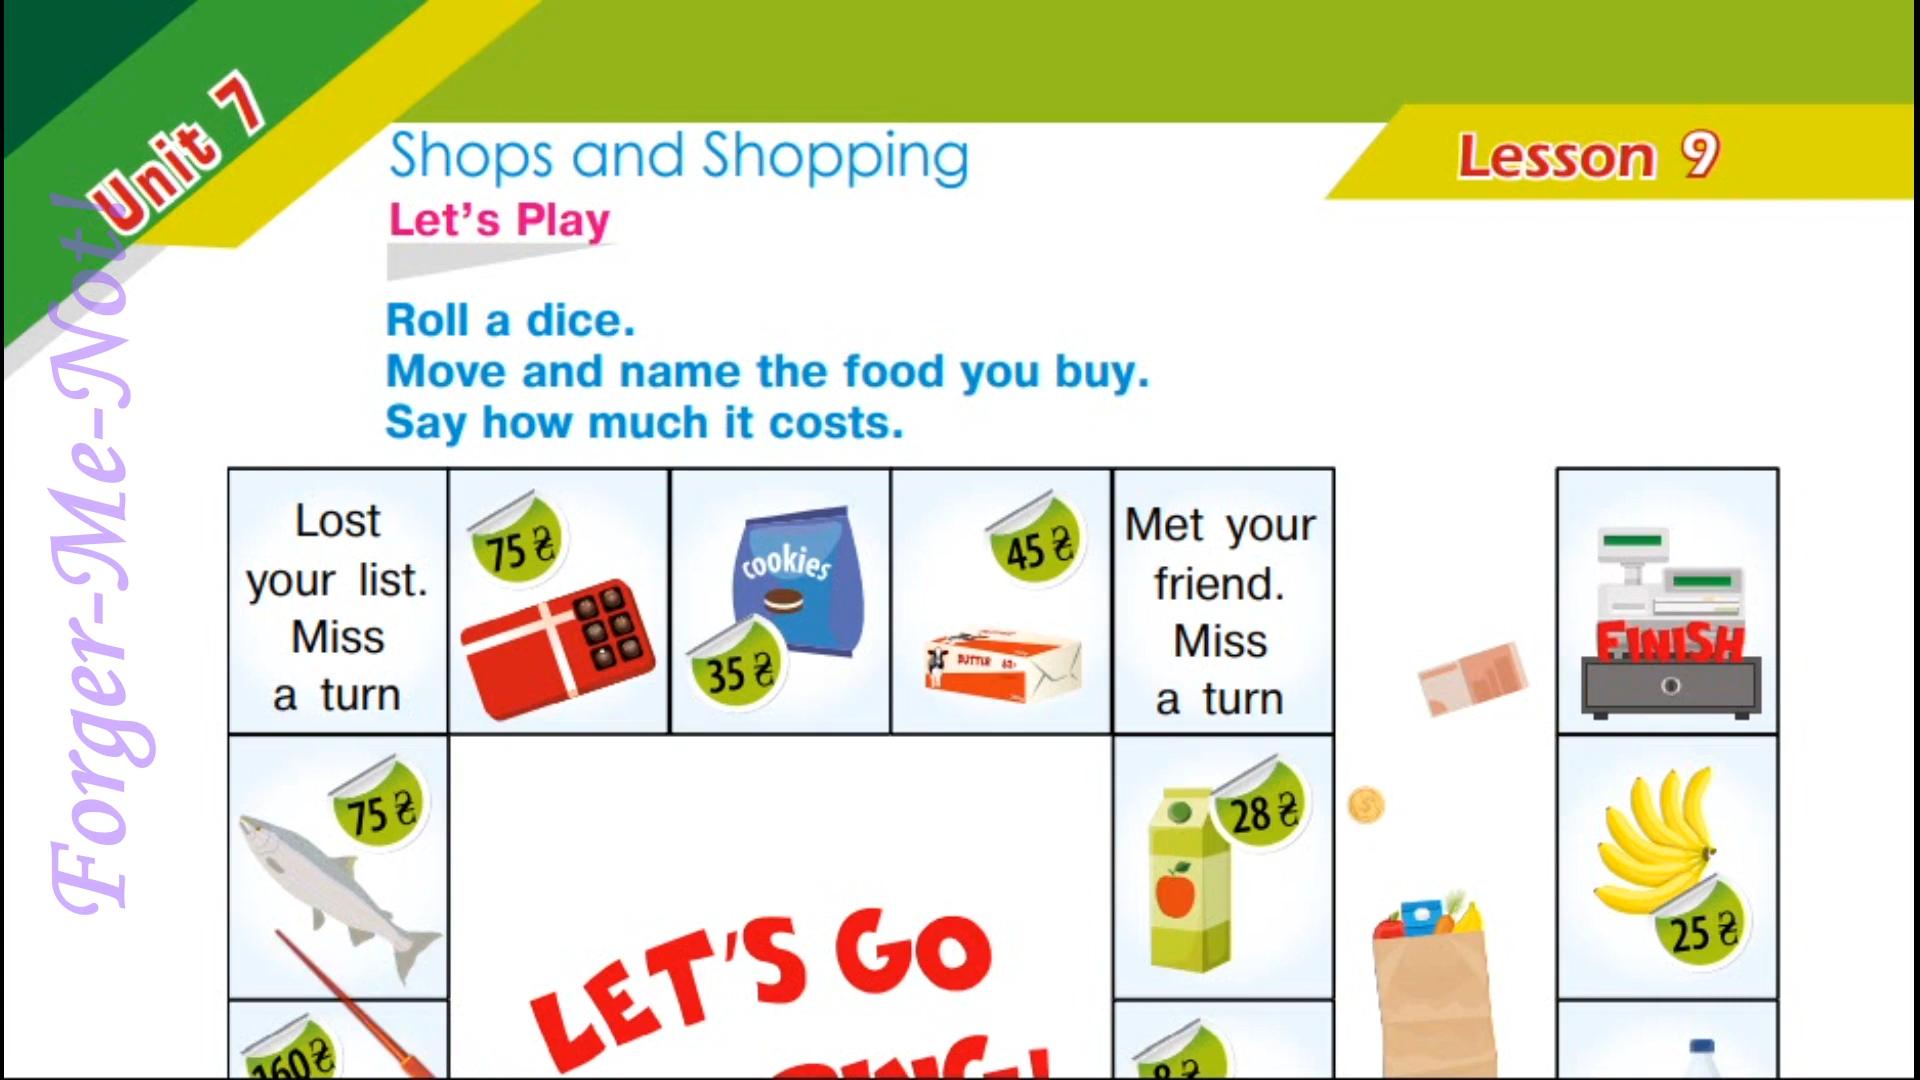 Unit 7
Lesson 9
Shops and Shopping
Let's Play
Roll a dice.
Move and name the food you buy.
Say how much it costs.
Lost
your list.
Miss
a turn
75 ₴
cookies
35 ₴
45 ₴
BUTTER
Met your
friend.
Miss
a turn
FINISH
75 ₴
28 ₴
25 ₴
LET'S GO
160 ₴
8 ₴
Forger-Me-Not!